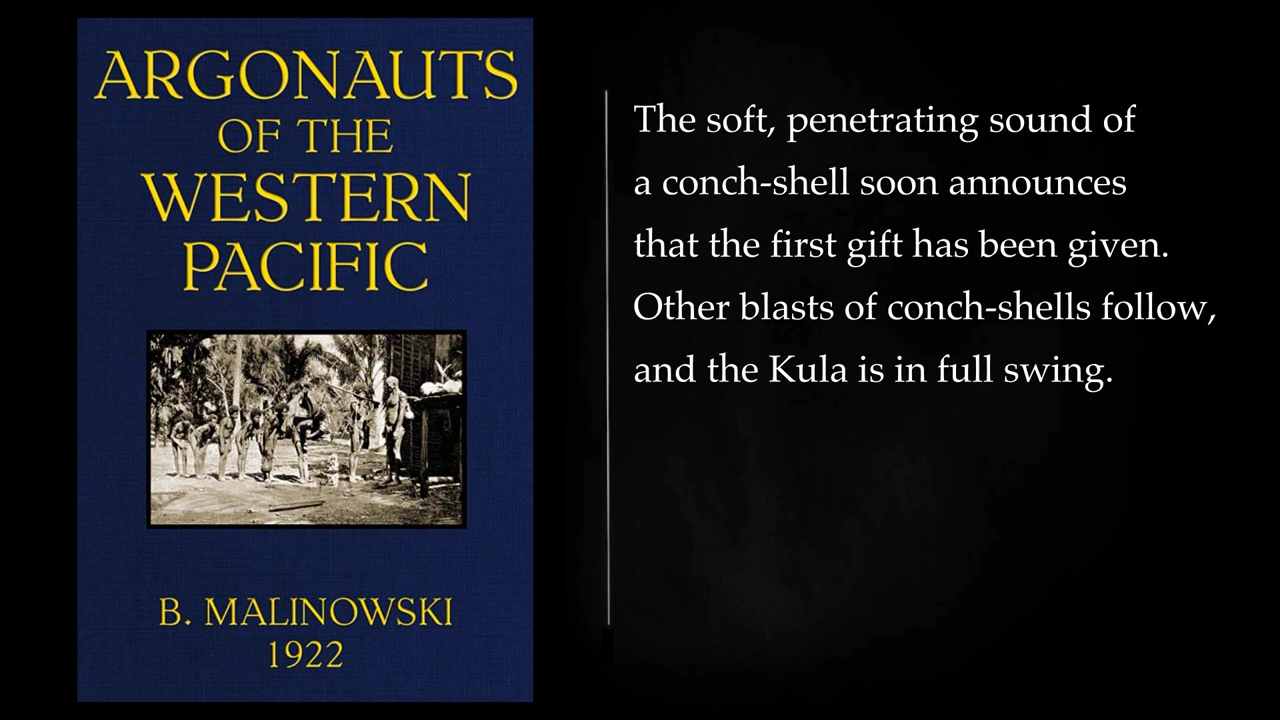 ARGONAUTS
OF THE
WESTERN
PACIFIC
B. MALINOWSKI
1922
The soft, penetrating sound of
a conch-shell soon announces
that the first gift has been given.
Other blasts of conch-shells follow,
and the Kula is in full swing.